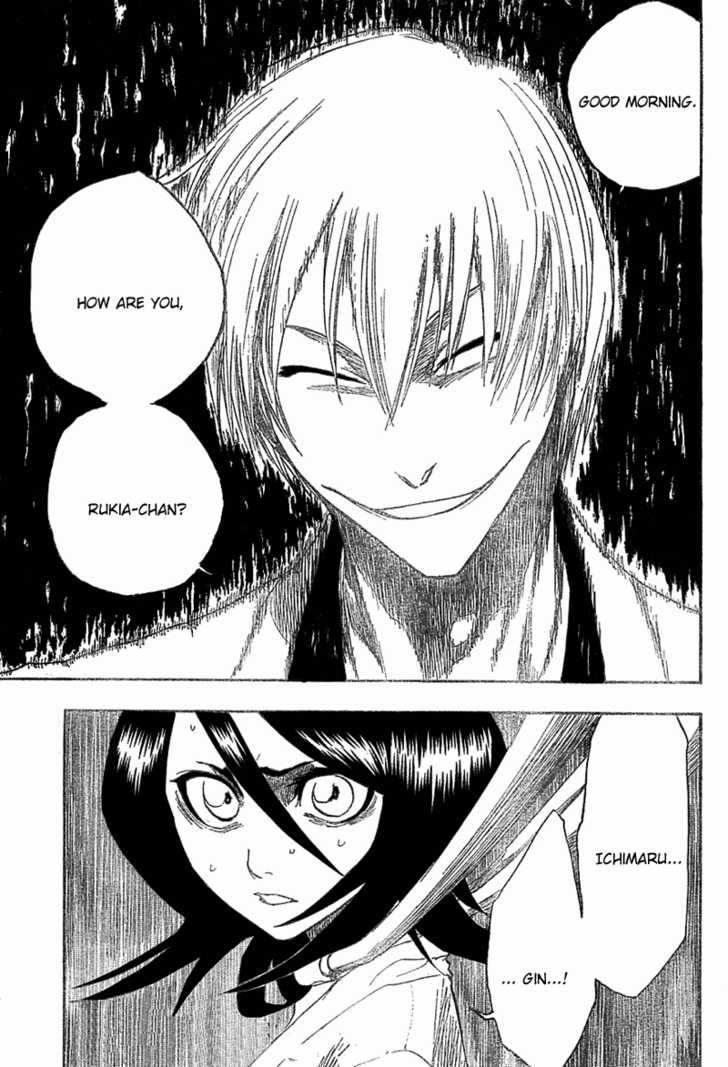 GOOD MORNING.
HOW ARE YOU,
RUKIA-CHAN?
ICHIMARU...
... GIN...!